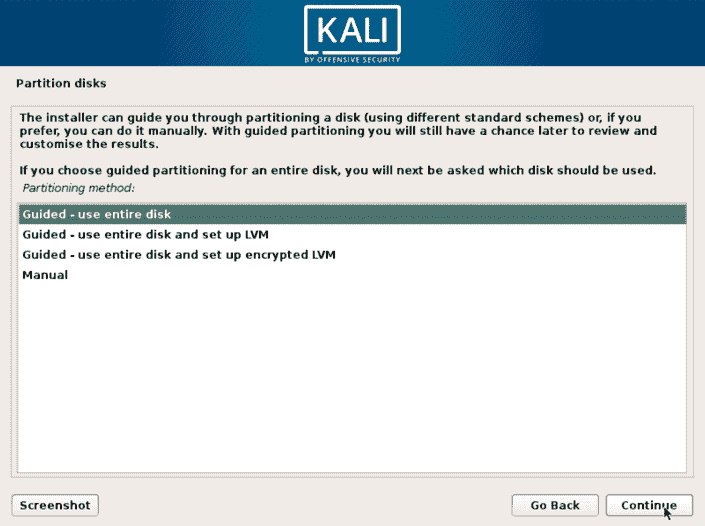 KALI
BY OFFENSIVE SECURITY
Partition disks
The installer can guide you through partitioning a disk (using different standard schemes) or, if you
prefer, you can do it manually. With guided partitioning you will still have a chance later to review and
customise the results.
If you choose guided partitioning for an entire disk, you will next be asked which disk should be used.
Partitioning method:
Guided - use entire disk
Guided - use entire disk and set up LVM
Guided - use entire disk and set up encrypted LVM
Manual
Screenshot
Go Back
Continue